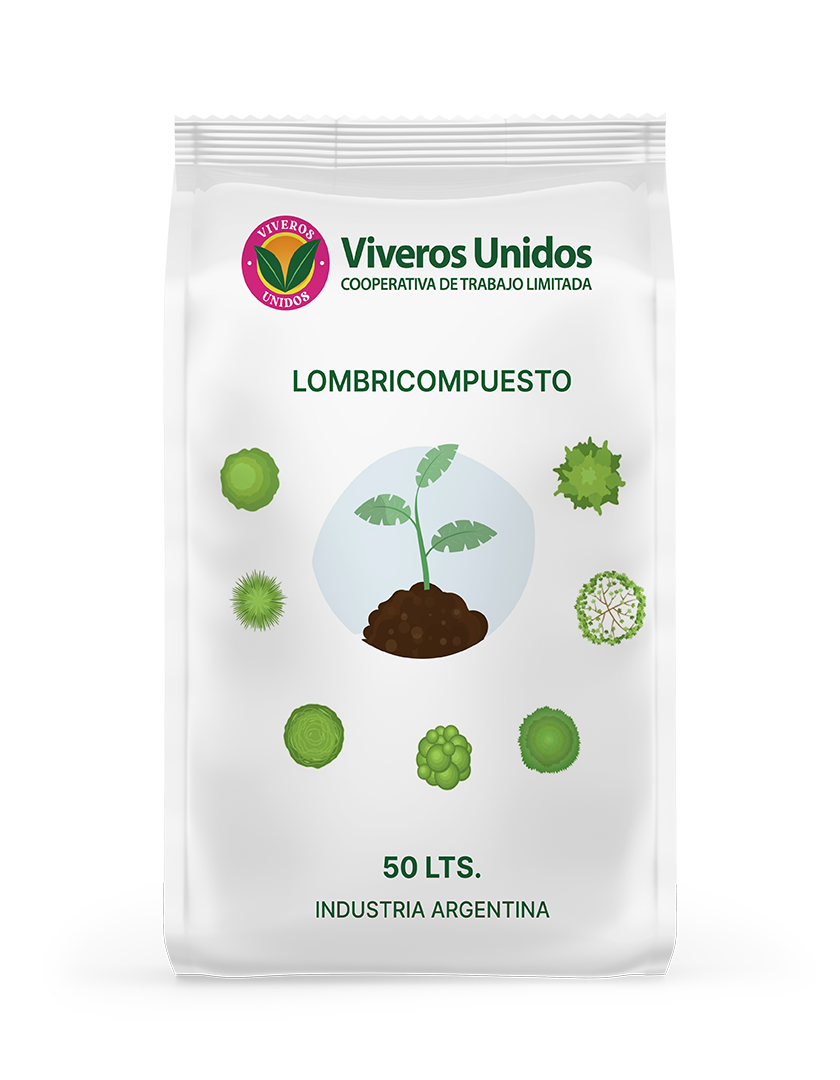 VIVEROS
UNIDOS
Viveros Unidos
COOPERATIVA DE TRABAJO LIMITADA
LOMBRICOMPUESTO
50 LTS.
INDUSTRIA ARGENTINA